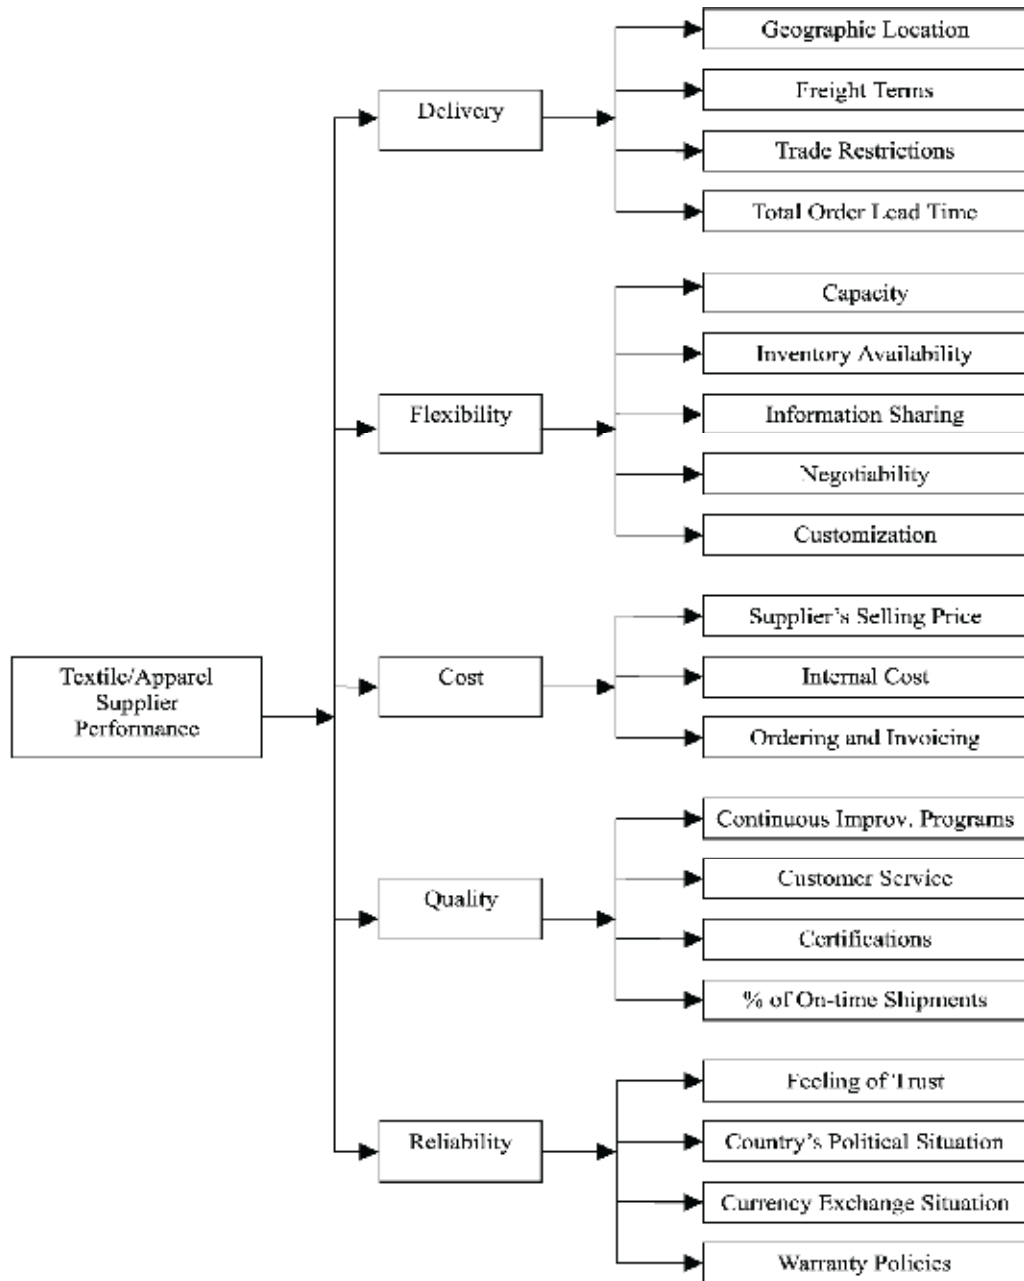 Geographic Location
Freight Terms
Delivery
Trade Restrictions
Total Order Lead Time
Capacity
Inventory Availability
Flexibility
Information Sharing
Negotiability
Customization
Supplier's Selling Price
Textile/Apparel
Supplier
Performance
Cost
Internal Cost
Ordering and Invoicing
Continuous Improv. Programs
Customer Service
Quality
Certifications
% of On-time Shipments
Feeling of Trust
Reliability
Country's Political Situation
Currency Exchange Situation
Warranty Policies